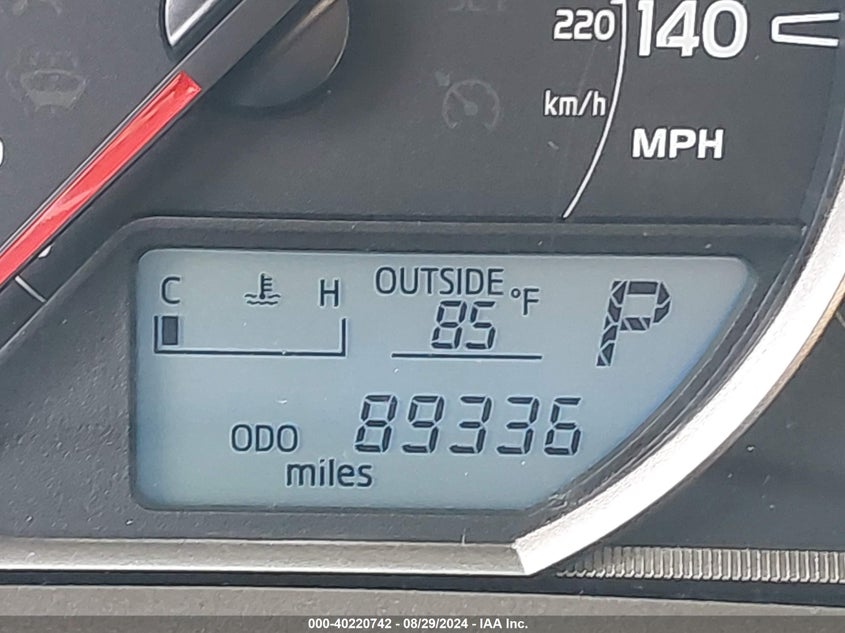 220
140
km/h
MPH
C
H
OUTSIDE
85 °F
P
ODO 89336
miles
000-40220742 - 08/29/2024 - IAA Inc.